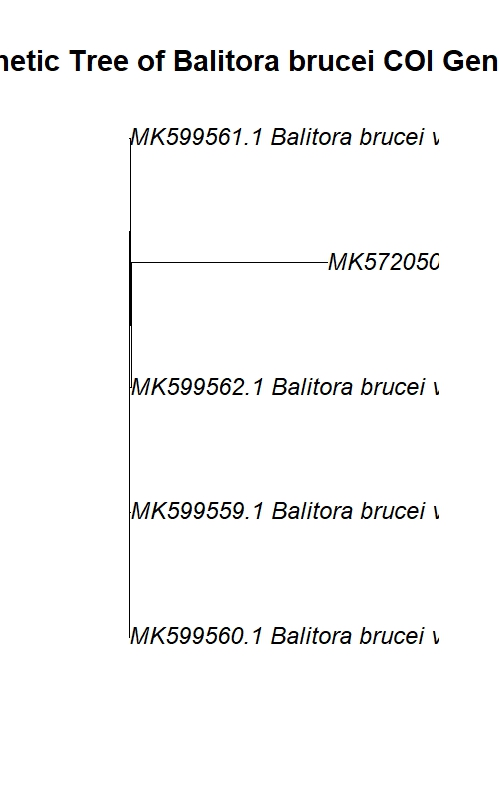 netic Tree of Balitora brucei COI Gen
MK599561.1 Balitora brucei v
MK572050
MK599562.1 Balitora brucei v
MK599559.1 Balitora brucei v
MK599560.1 Balitora brucei v